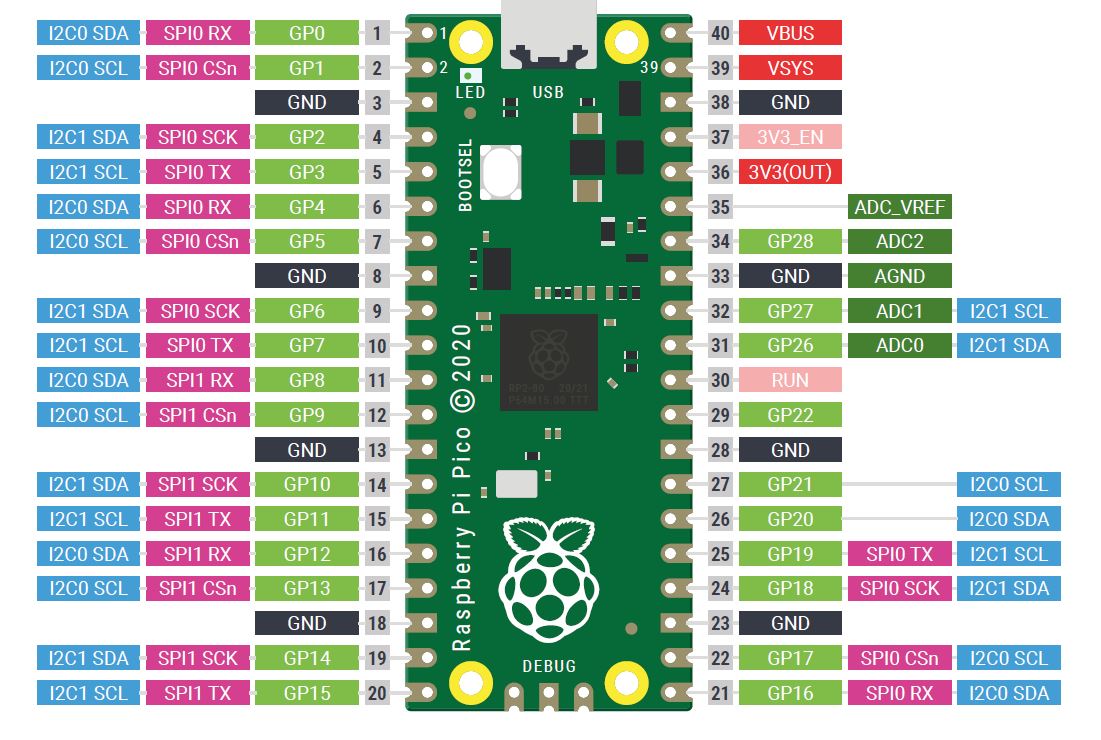 I2C0 SDA SPI0 RX GP0 1 1 40 VBUS
I2C0 SCL SPI0 CSn GP1 2 2 39 39 VSYS
GND 3 LED USB 38 GND
I2C1 SDA SPI0 SCK GP2 4 37 3V3_EN
I2C1 SCL SPI0 TX GP3 5 BOOTSEL 36 3V3(OUT)
I2C0 SDA SPI0 RX GP4 6 35 ADC_VREF
I2C0 SCL SPI0 CSn GP5 7 34 GP28 ADC2
GND 8 33 GND AGND
I2C1 SDA SPI0 SCK GP6 9 32 GP27 ADC1 I2C1 SCL
I2C1 SCL SPI0 TX GP7 10 31 GP26 ADC0 I2C1 SDA
I2C0 SDA SPI1 RX GP8 11 30 RUN
RP2-B0 20/21
P64M15.00 TTT
I2C0 SCL SPI1 CSn GP9 12 29 GP22
GND 13 28 GND
I2C1 SDA SPI1 SCK GP10 14 27 GP21 I2C0 SCL
I2C1 SCL SPI1 TX GP11 15 26 GP20 I2C0 SDA
I2C0 SDA SPI1 RX GP12 16 25 GP19 SPI0 TX I2C1 SCL
I2C0 SCL SPI1 CSn GP13 17 24 GP18 SPI0 SCK I2C1 SDA
GND 18 23 GND
Raspberry Pi Pico ©2020
I2C1 SDA SPI1 SCK GP14 19 DEBUG 22 GP17 SPI0 CSn I2C0 SCL
I2C1 SCL SPI1 TX GP15 20 21 GP16 SPI0 RX I2C0 SDA